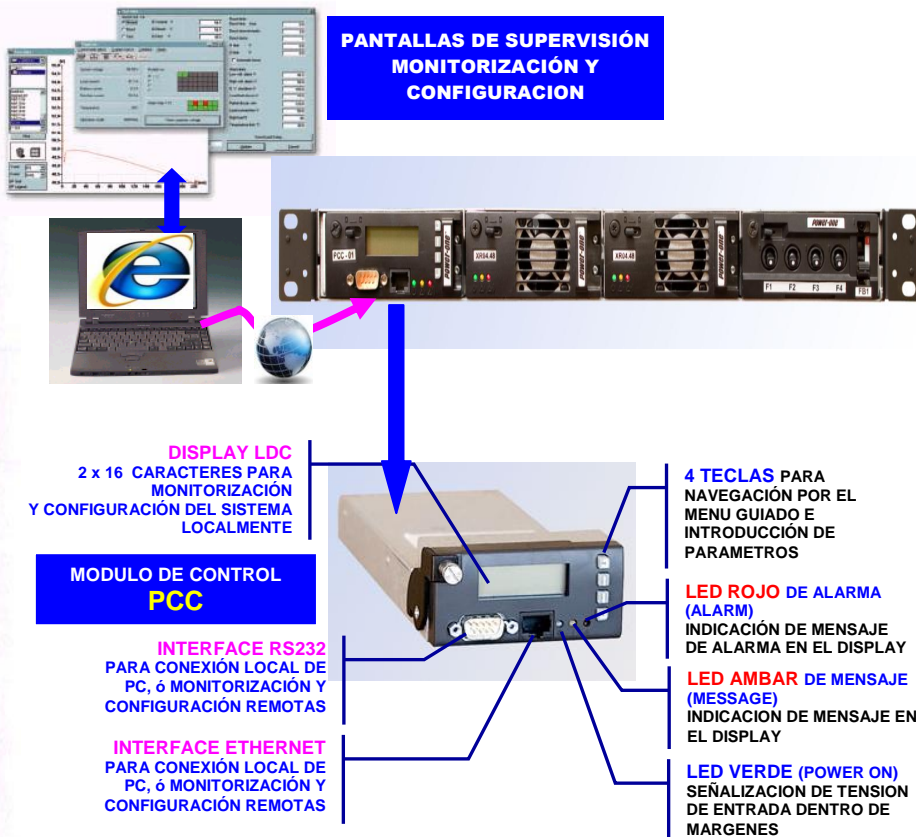 PANTALLAS DE SUPERVISIÓN
MONITORIZACIÓN Y
CONFIGURACION
PCC - 01
XR04.48
XR04.48
POWER-ONE
POWER-ONE
POWER-ONE
F1 F2 F3 F4 FB1
DISPLAY LDC
2 x 16 CARACTERES PARA
MONITORIZACIÓN
Y CONFIGURACIÓN DEL SISTEMA
LOCALMENTE
MODULO DE CONTROL
PCC
INTERFACE RS232
PARA CONEXIÓN LOCAL DE
PC, ó MONITORIZACIÓN Y
CONFIGURACIÓN REMOTAS
INTERFACE ETHERNET
PARA CONEXIÓN LOCAL DE
PC, ó MONITORIZACIÓN Y
CONFIGURACIÓN REMOTAS
4 TECLAS PARA
NAVEGACIÓN POR EL
MENU GUIADO E
INTRODUCCIÓN DE
PARAMETROS
LED ROJO DE ALARMA
(ALARM)
INDICACIÓN DE MENSAJE
DE ALARMA EN EL DISPLAY
LED AMBAR DE MENSAJE
(MESSAGE)
INDICACION DE MENSAJE EN
EL DISPLAY
LED VERDE (POWER ON)
SEÑALIZACION DE TENSION
DE ENTRADA DENTRO DE
MARGENES